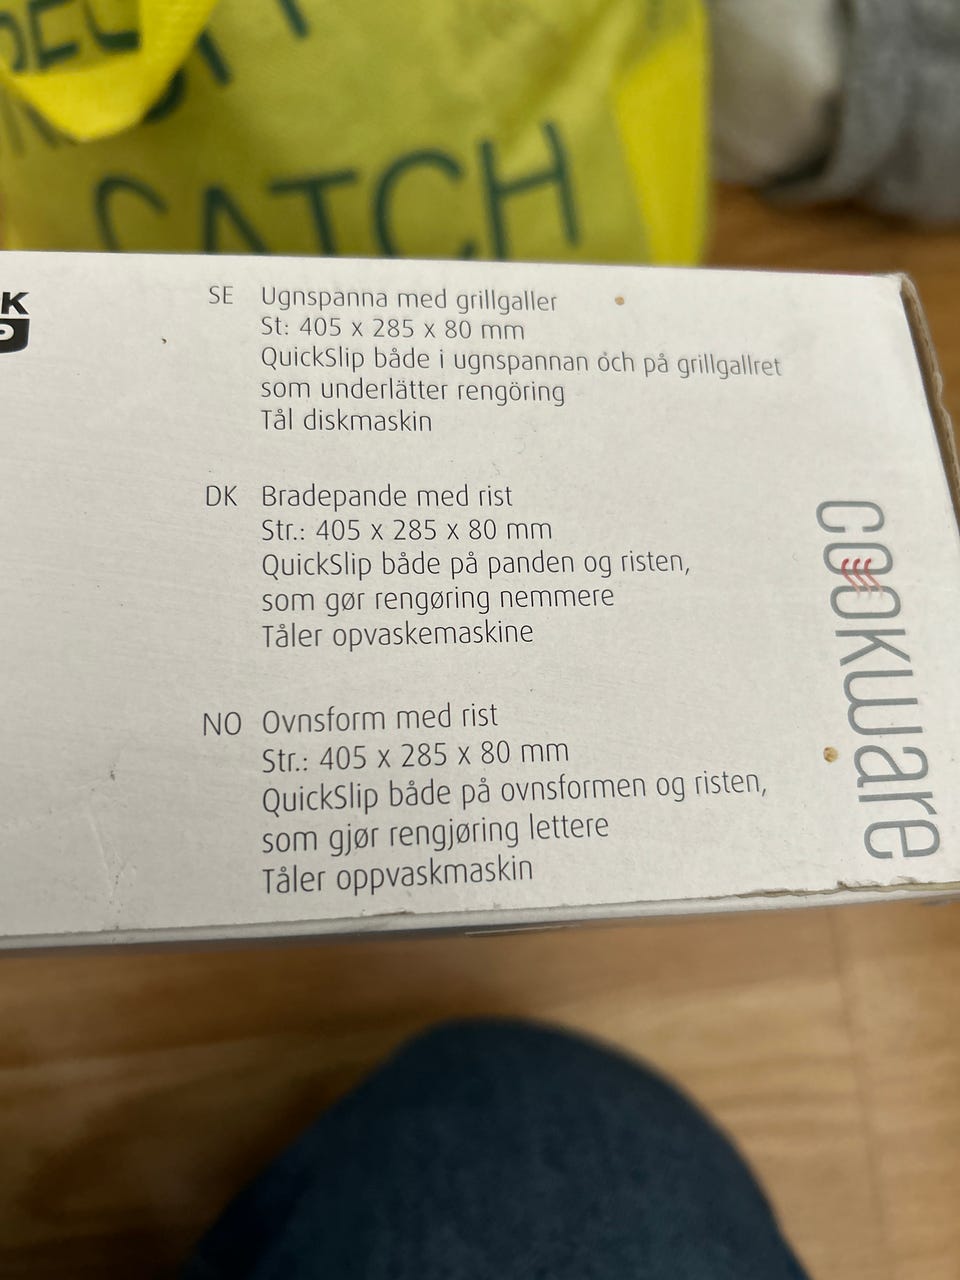 CATCH
SE Ugnspanna med grillgaller
St: 405 x 285 x 80 mm
QuickSlip både i ugnspannan och på grillgallret
som underlätter rengöring
Tål diskmaskin
DK Bradepande med rist
Str.: 405 x 285 x 80 mm
QuickSlip både på panden og risten,
som gør rengøring nemmere
Tåler opvaskemaskine
NO Ovnsform med rist
Str.: 405 x 285 x 80 mm
QuickSlip både på ovnsformen og risten,
som gjør rengjøring lettere
Tåler oppvaskmaskin
cookware